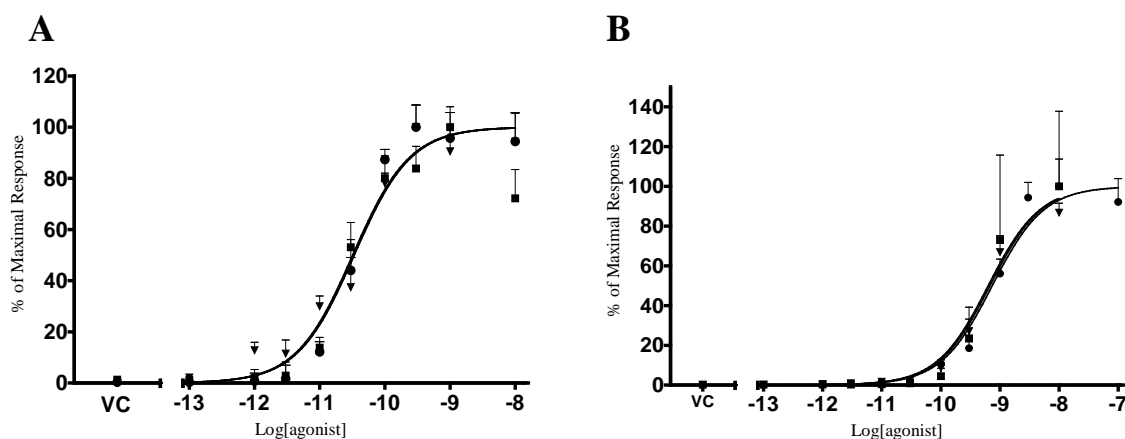 A
120
100
80
60
40
20
0
% of Maximal Response
VC -13 -12 -11 -10 -9 -8
Log[agonist]
B
140
120
100
80
60
40
20
0
% of Maximal Response
VC -13 -12 -11 -10 -9 -8 -7
Log[agonist]